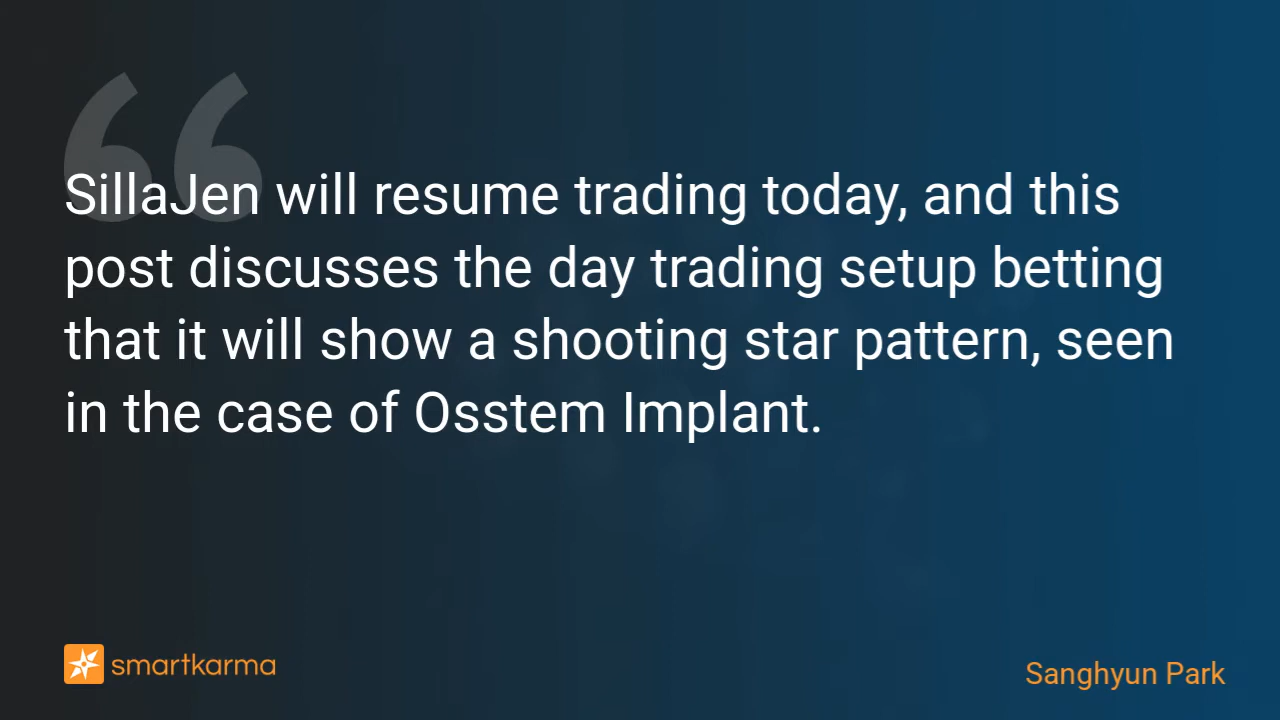 SillaJen will resume trading today, and this
post discusses the day trading setup betting
that it will show a shooting star pattern, seen
in the case of Osstem Implant.
smartkarma
Sanghyun Park